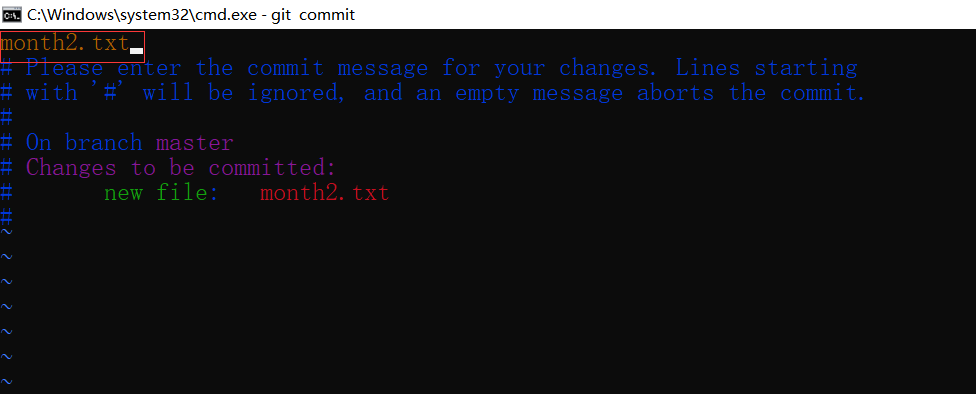 C:\Windows\system32\cmd.exe - git commit
month2.txt
# Please enter the commit message for your changes. Lines starting
# with '#' will be ignored, and an empty message aborts the commit.
#
# On branch master
# Changes to be committed:
#       new file:   month2.txt
#
~
~
~
~
~
~
~